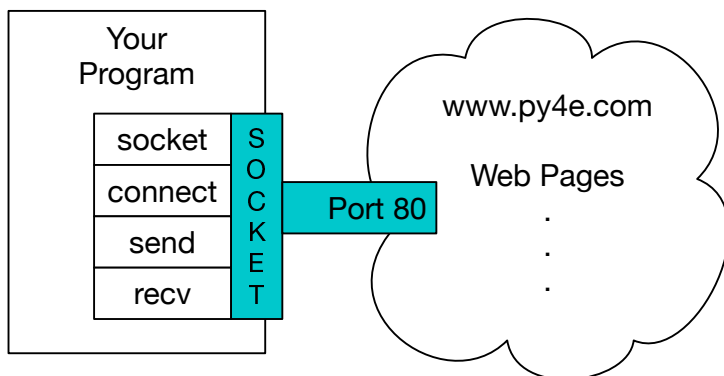 Your
Program
socket
connect
send
recv
S
O
C
K
E
T
Port 80
www.py4e.com
Web Pages
.
.
.